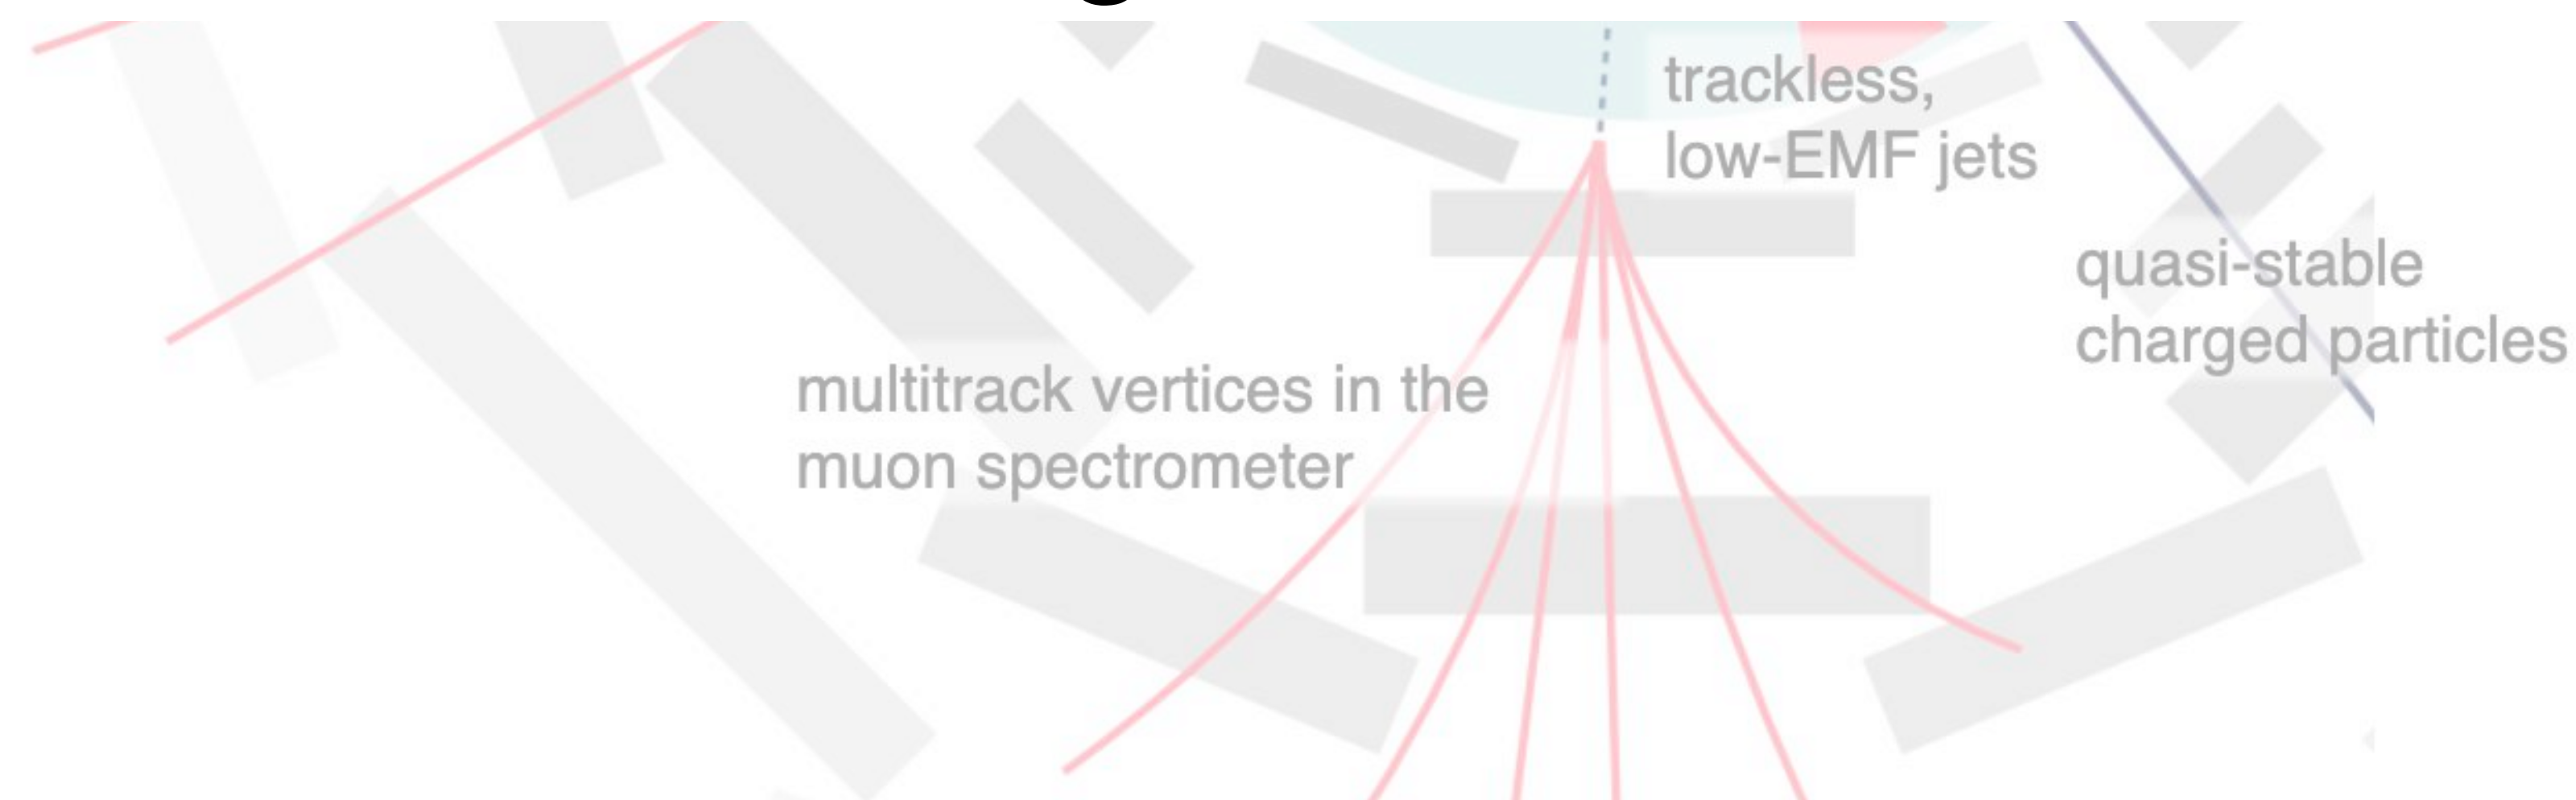 trackless,
low-EMF jets
quasi-stable
charged particles
multitrack vertices in the
muon spectrometer